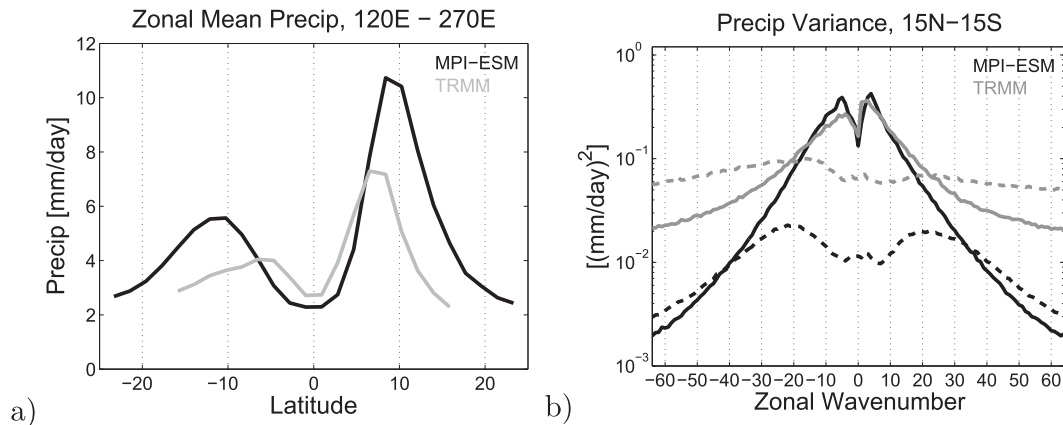 Zonal Mean Precip, 120E − 270E
MPI−ESM
TRMM
Precip [mm/day]
12
10
8
6
4
2
0
−20 −10 0 10 20
Latitude
a)
Precip Variance, 15N−15S
MPI−ESM
TRMM
[(mm/day)²]
10⁰
10⁻¹
10⁻²
10⁻³
−60 −50 −40 −30 −20 −10 0 10 20 30 40 50 60
Zonal Wavenumber
b)